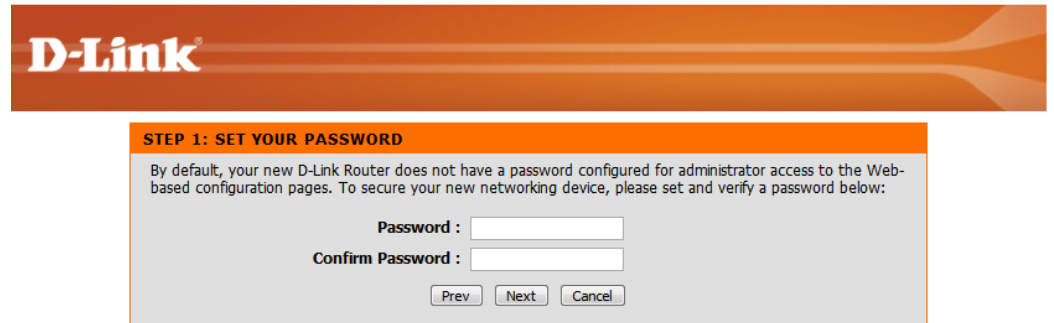 D-Link®
STEP 1: SET YOUR PASSWORD
By default, your new D-Link Router does not have a password configured for administrator access to the Web-
based configuration pages. To secure your new networking device, please set and verify a password below:
Password :
Confirm Password :
Prev Next Cancel